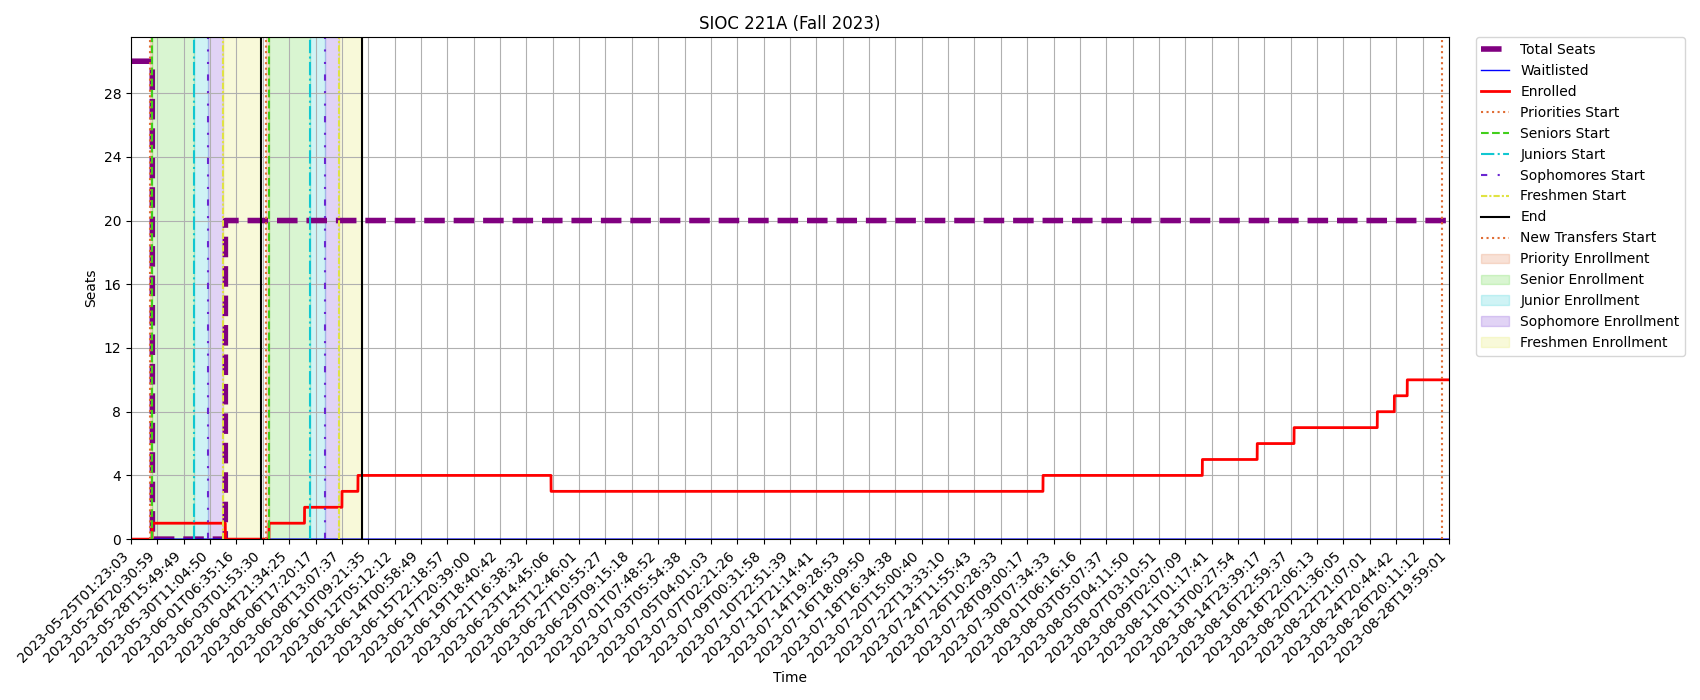 SIOC 221A (Fall 2023)
Seats
28
24
20
16
12
8
4
0
2023-05-25T01:23:03
2023-05-26T20:30:59
2023-05-28T15:49:49
2023-05-30T11:04:50
2023-06-01T06:35:16
2023-06-03T01:53:30
2023-06-04T21:34:25
2023-06-06T17:20:17
2023-06-08T13:07:37
2023-06-10T09:21:35
2023-06-12T05:12:12
2023-06-14T00:58:49
2023-06-15T22:18:57
2023-06-17T20:39:00
2023-06-19T18:40:42
2023-06-21T16:38:32
2023-06-23T14:45:06
2023-06-25T12:46:01
2023-06-27T10:55:27
2023-06-29T09:15:18
2023-07-01T07:48:52
2023-07-03T05:54:38
2023-07-05T04:01:03
2023-07-07T02:21:26
2023-07-09T00:31:58
2023-07-10T22:51:39
2023-07-12T21:14:41
2023-07-14T19:28:53
2023-07-16T18:09:50
2023-07-18T16:34:38
2023-07-20T15:00:40
2023-07-22T13:33:10
2023-07-24T11:55:43
2023-07-26T10:28:33
2023-07-28T09:00:17
2023-07-30T07:34:33
2023-08-01T06:16:16
2023-08-03T05:07:37
2023-08-05T04:11:50
2023-08-07T03:10:51
2023-08-09T02:07:09
2023-08-11T01:17:41
2023-08-13T00:27:54
2023-08-14T23:39:17
2023-08-16T22:59:37
2023-08-18T22:06:13
2023-08-20T21:36:05
2023-08-22T21:07:01
2023-08-24T20:44:42
2023-08-26T20:11:12
2023-08-28T19:59:01
Time
Total Seats
Waitlisted
Enrolled
Priorities Start
Seniors Start
Juniors Start
Sophomores Start
Freshmen Start
End
New Transfers Start
Priority Enrollment
Senior Enrollment
Junior Enrollment
Sophomore Enrollment
Freshmen Enrollment